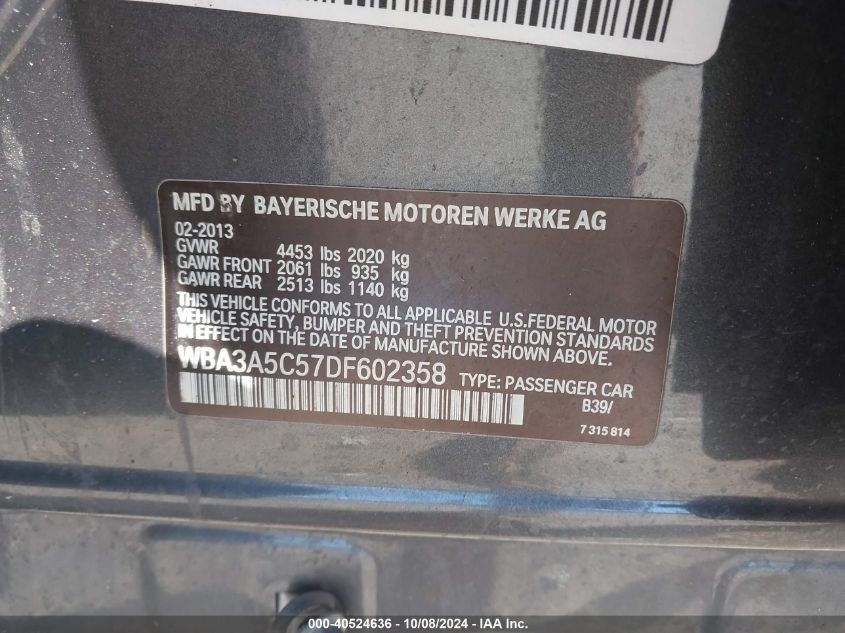 MFD BY BAYERISCHE MOTOREN WERKE AG
02-2013
GVWR 4453 lbs 2020 kg
GAWR FRONT 2061 lbs 935 kg
GAWR REAR 2513 lbs 1140 kg
THIS VEHICLE CONFORMS TO ALL APPLICABLE U.S.FEDERAL MOTOR
VEHICLE SAFETY, BUMPER AND THEFT PREVENTION STANDARDS
IN EFFECT ON THE DATE OF MANUFACTURE SHOWN ABOVE.
WBA3A5C57DF602358 TYPE: PASSENGER CAR
B39/
7 315 814
000-40524636 - 10/08/2024 - IAA Inc.